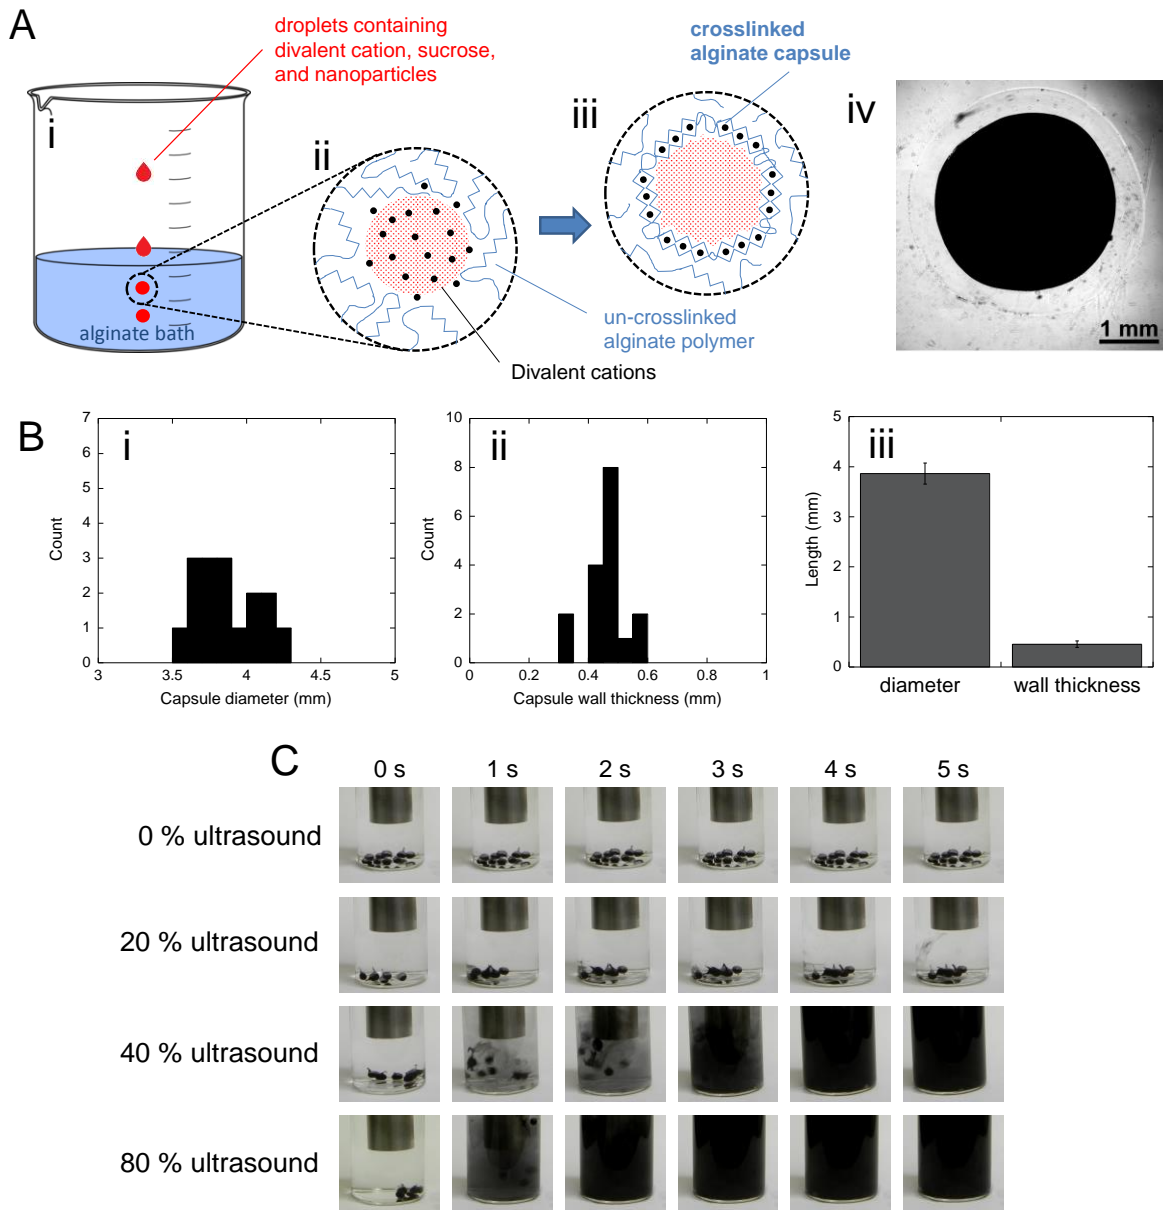 A
droplets containing
divalent cation, sucrose,
and nanoparticles
i
alginate bath
ii
un-crosslinked
alginate polymer
Divalent cations
crosslinked
alginate capsule
iii
iv
1 mm
B
i
7
6
5
4
3
2
1
0
Count
3 3.5 4 4.5 5
Capsule diameter (mm)
ii
10
8
6
4
2
0
Count
0 0.2 0.4 0.6 0.8 1
Capsule wall thickness (mm)
iii
5
4
3
2
1
0
Length (mm)
diameter wall thickness
C
0 s 1 s 2 s 3 s 4 s 5 s
0 % ultrasound
20 % ultrasound
40 % ultrasound
80 % ultrasound